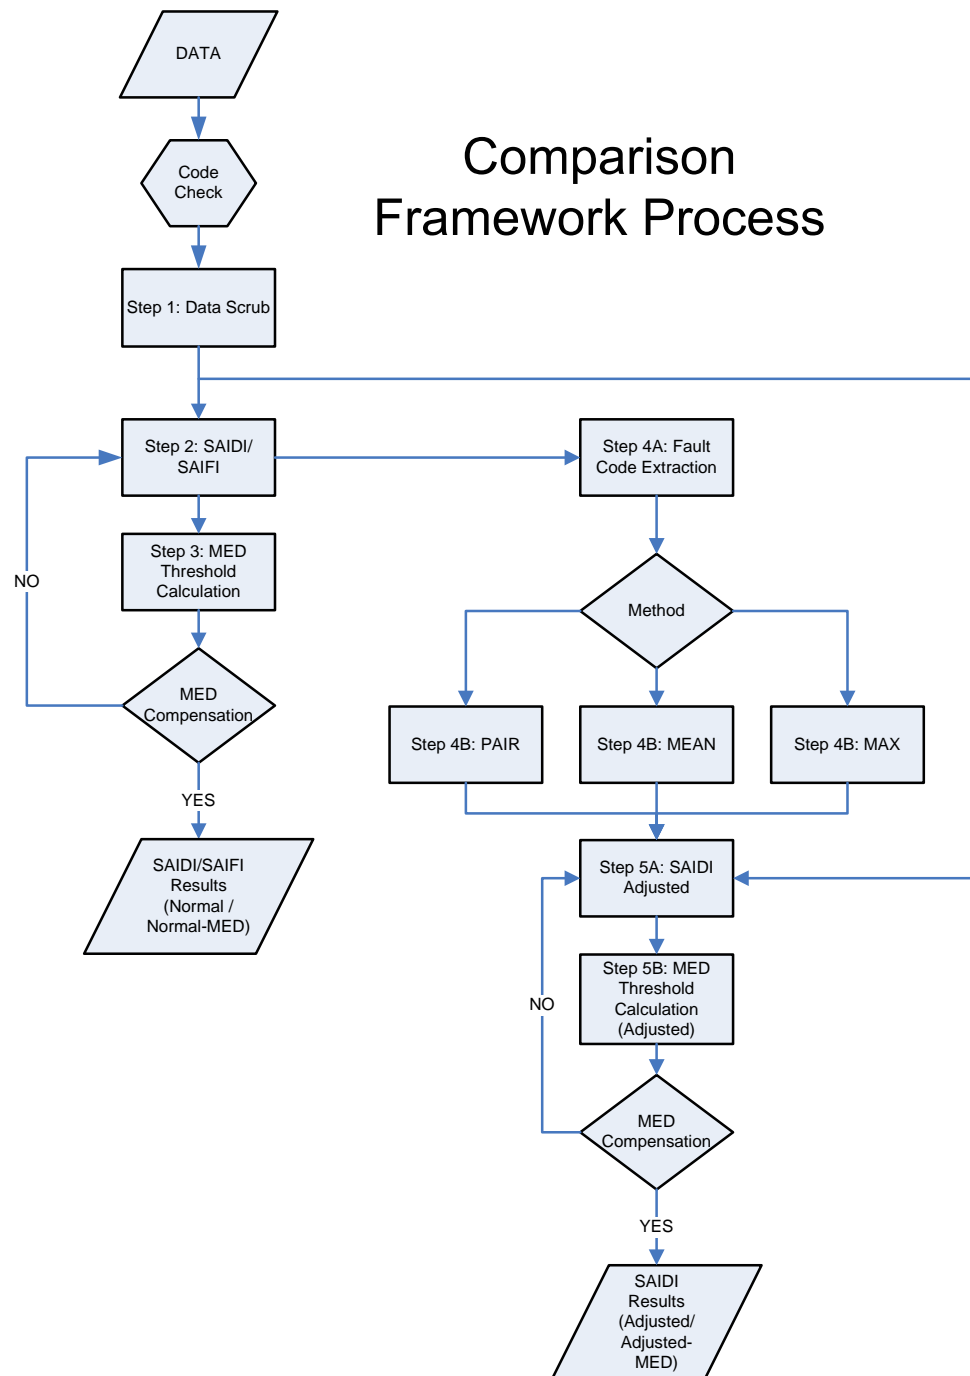 DATA
Code
Check
Comparison
Framework Process
Step 1: Data Scrub
Step 2: SAIDI/
SAIFI
Step 4A: Fault
Code Extraction
Step 3: MED
Threshold
Calculation
NO
Method
MED
Compensation
Step 4B: PAIR
Step 4B: MEAN
Step 4B: MAX
YES
SAIDI/SAIFI
Results
(Normal /
Normal-MED)
Step 5A: SAIDI
Adjusted
Step 5B: MED
Threshold
Calculation
(Adjusted)
NO
MED
Compensation
YES
SAIDI
Results
(Adjusted/
Adjusted-
MED)